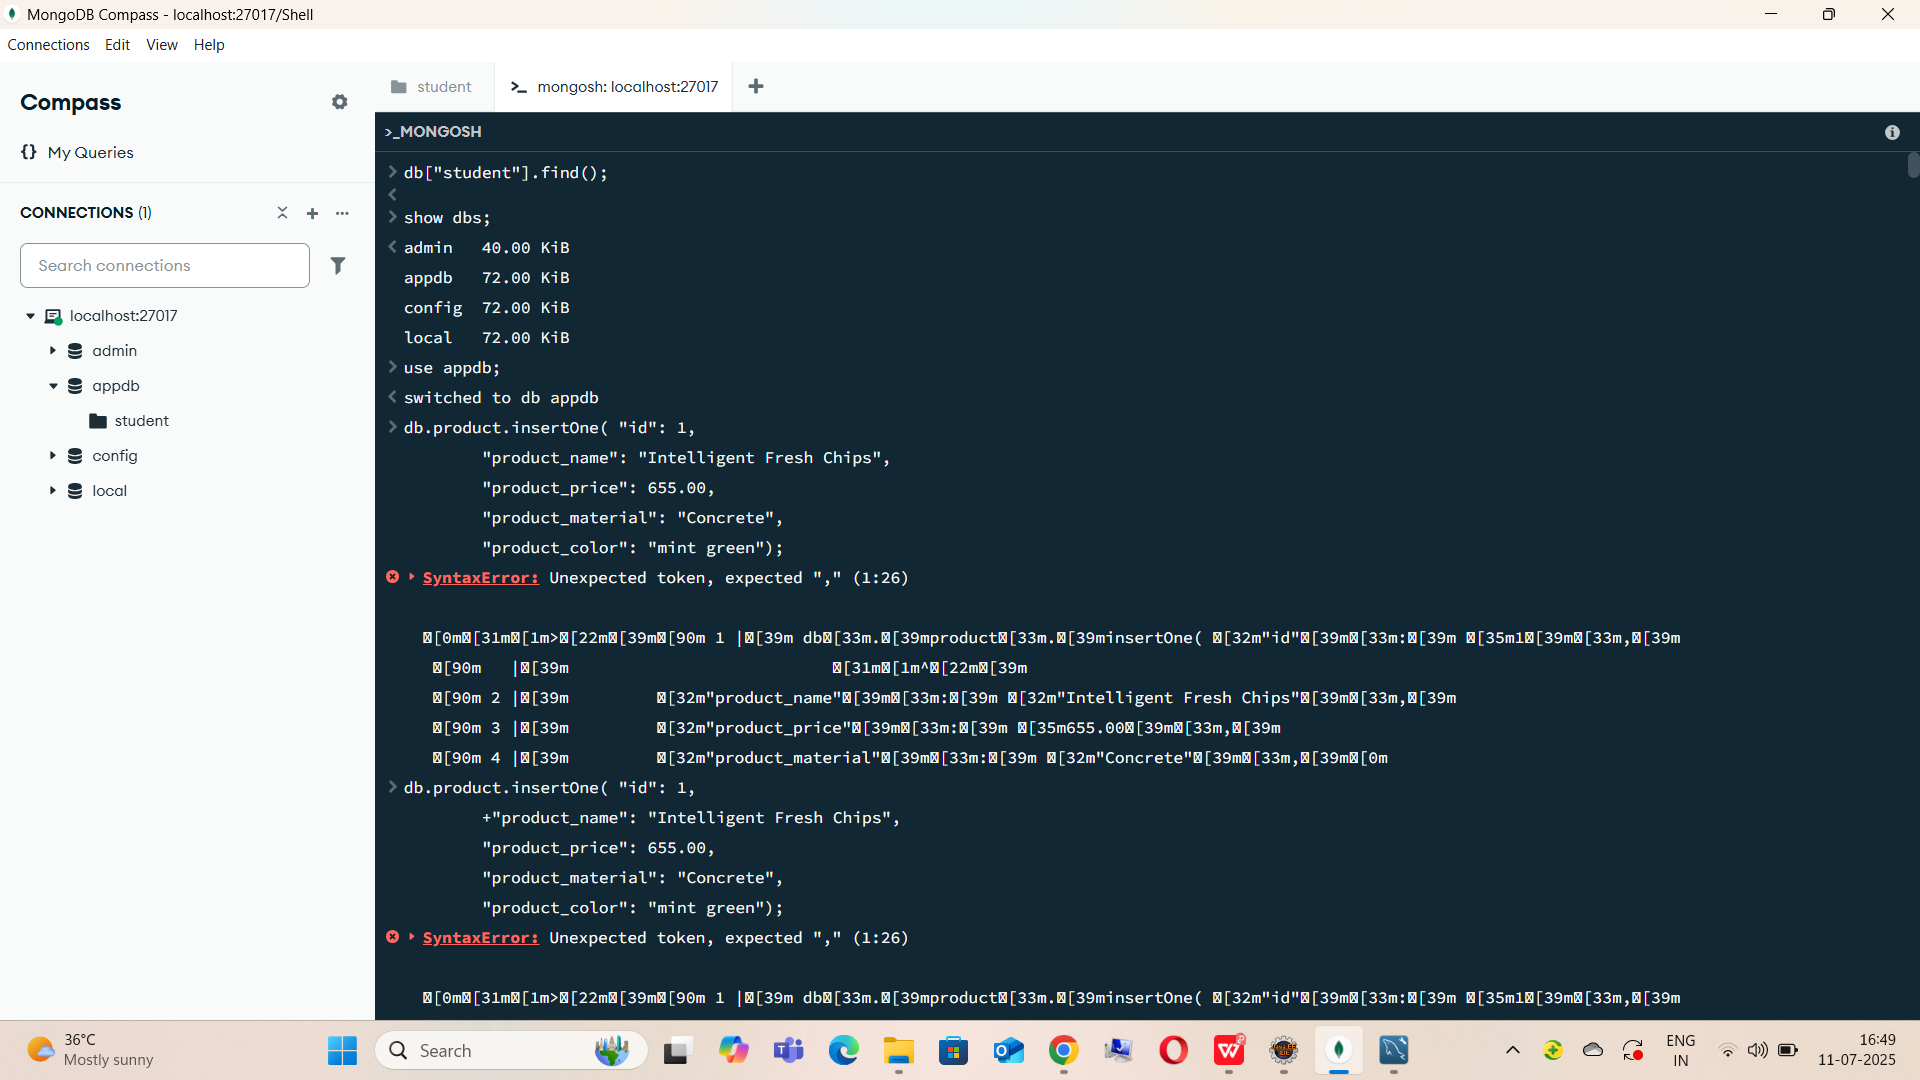 MongoDB Compass - localhost:27017/Shell
Connections Edit View Help
Compass
My Queries
CONNECTIONS (1)
Search connections
localhost:27017
admin
appdb
student
config
local
student
mongosh: localhost:27017
>_MONGOSH
> db["student"].find();
<
> show dbs;
< admin   40.00 KiB
appdb   72.00 KiB
config  72.00 KiB
local   72.00 KiB
> use appdb;
< switched to db appdb
> db.product.insertOne( "id": 1,
"product_name": "Intelligent Fresh Chips",
"product_price": 655.00,
"product_material": "Concrete",
"product_color": "mint green");
SyntaxError: Unexpected token, expected "," (1:26)
[0m[31m[1m>[22m[39m[90m 1 |[39m db[33m.[39mproduct[33m.[39minsertOne( [32m"id"[39m[33m:[39m [35m1[39m[33m,[39m
[90m   |[39m                           [31m[1m^[22m[39m
[90m 2 |[39m         [32m"product_name"[39m[33m:[39m [32m"Intelligent Fresh Chips"[39m[33m,[39m
[90m 3 |[39m         [32m"product_price"[39m[33m:[39m [35m655.00[39m[33m,[39m
[90m 4 |[39m         [32m"product_material"[39m[33m:[39m [32m"Concrete"[39m[33m,[39m[0m
> db.product.insertOne( "id": 1,
+"product_name": "Intelligent Fresh Chips",
"product_price": 655.00,
"product_material": "Concrete",
"product_color": "mint green");
SyntaxError: Unexpected token, expected "," (1:26)
[0m[31m[1m>[22m[39m[90m 1 |[39m db[33m.[39mproduct[33m.[39minsertOne( [32m"id"[39m[33m:[39m [35m1[39m[33m,[39m
36°C
Mostly sunny
Search
ENG
IN
16:49
11-07-2025